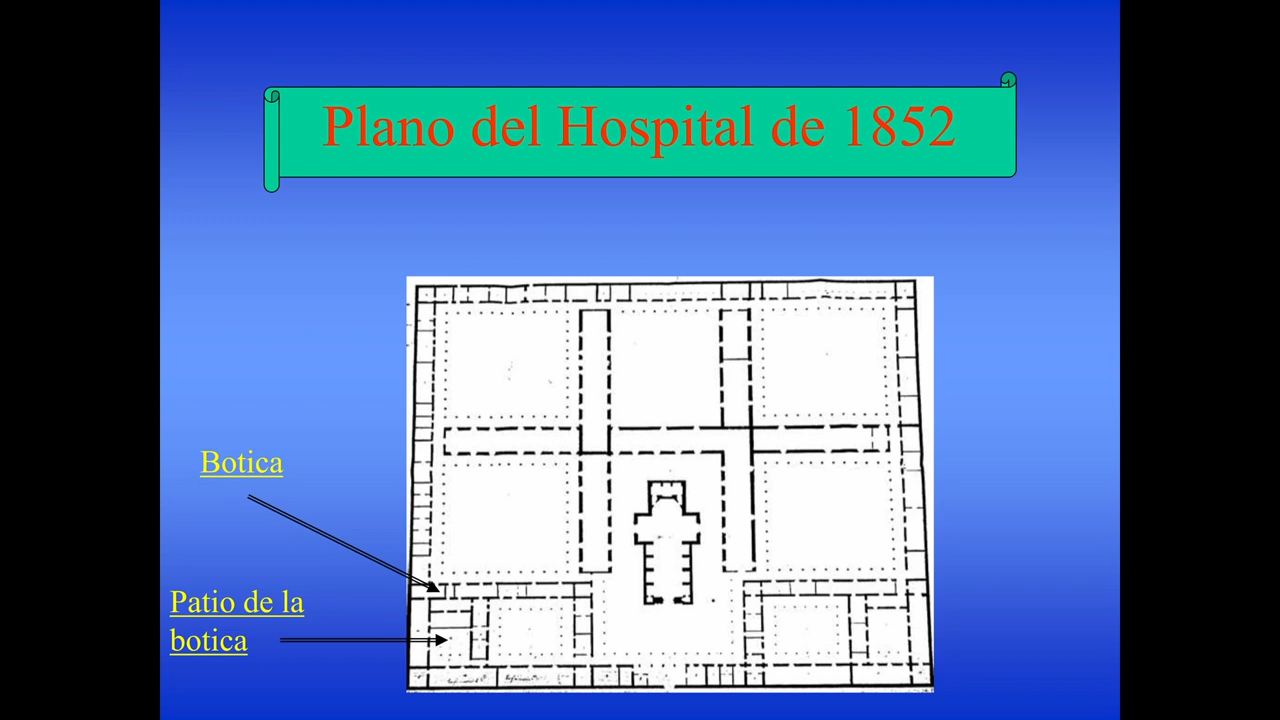 Plano del Hospital de 1852
Botica
Patio de la
botica